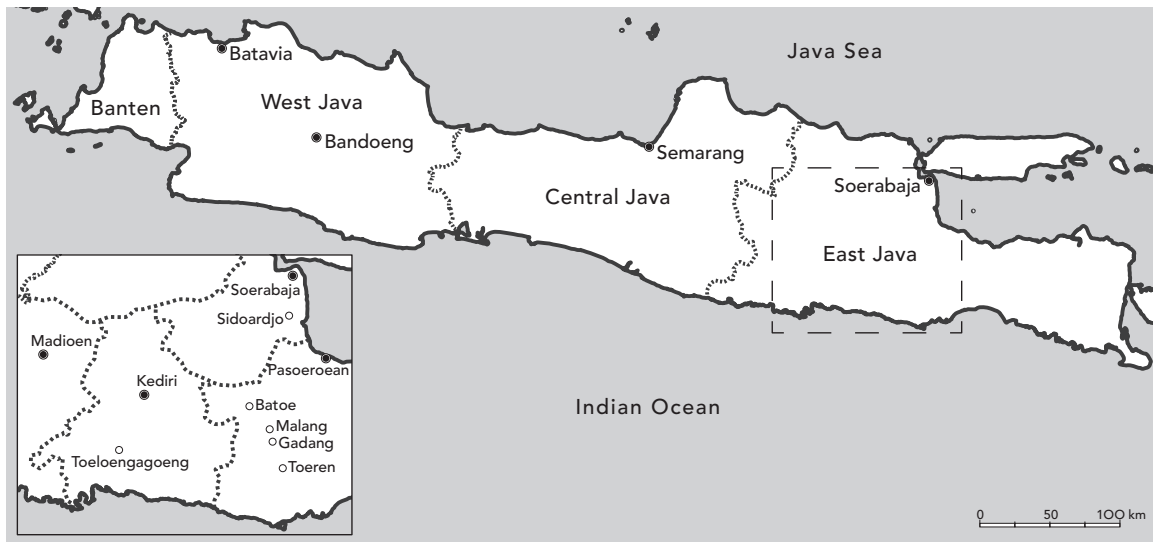 Java Sea
Batavia
Banten
West Java
Bandoeng
Semarang
Soerabaja
Central Java
East Java
Indian Ocean
Soerabaja
Sidoardjo
Madioen
Pasoeroean
Kediri
Batoe
Malang
Gadang
Toeloengagoeng
Toeren
0 50 100 km